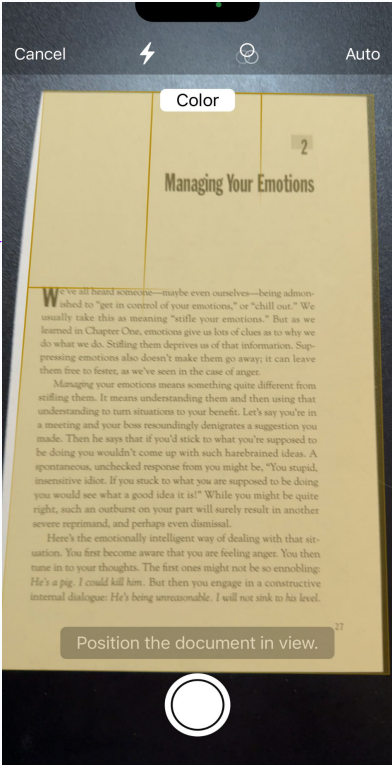 Cancel
Auto
Color
2
Managing Your Emotions
We've all heard someone—maybe even ourselves—being admon-
ished to "get in control of your emotions," or "chill out." We
usually take this as meaning "stifle your emotions." But as we
learned in Chapter One, emotions give us lots of clues as to why we
do what we do. Stifling them deprives us of that information. Sup-
pressing emotions also doesn't make them go away; it can leave
them free to fester, as we've seen in the case of anger.
Managing your emotions means something quite different from
stifling them. It means understanding them and then using that
understanding to turn situations to your benefit. Let's say you're in
a meeting and your boss resoundingly denigrates a suggestion you
made. Then he says that if you'd stick to what you're supposed to
be doing you wouldn't come up with such harebrained ideas. A
spontaneous, unchecked response from you might be, "You stupid,
insensitive idiot. If you stuck to what you are supposed to be doing
you would see what a good idea it is!" While you might be quite
right, such an outburst on your part will surely result in another
severe reprimand, and perhaps even dismissal.
Here's the emotionally intelligent way of dealing with that sit-
uation. You first become aware that you are feeling anger. You then
tune in to your thoughts. The first ones might not be so ennobling:
He's a pig. I could kill him. But then you engage in a constructive
internal dialogue: He's being unreasonable. I will not sink to his level.
27
Position the document in view.